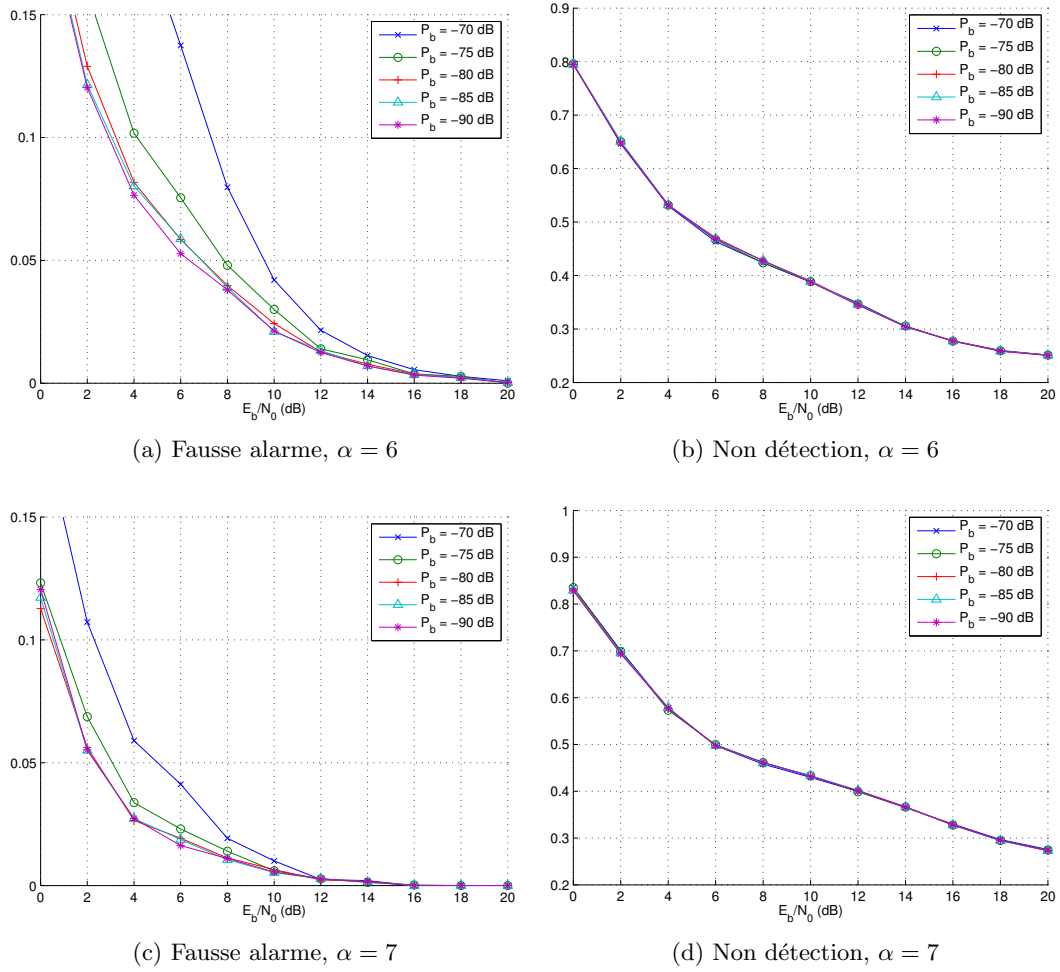 0.15
0.1
0.05
0
0 2 4 6 8 10 12 14 16 18 20
E_b/N_0 (dB)
P_b = −70 dB
P_b = −75 dB
P_b = −80 dB
P_b = −85 dB
P_b = −90 dB
(a) Fausse alarme, α = 6
0.9
0.8
0.7
0.6
0.5
0.4
0.3
0.2
0 2 4 6 8 10 12 14 16 18 20
E_b/N_0 (dB)
P_b = −70 dB
P_b = −75 dB
P_b = −80 dB
P_b = −85 dB
P_b = −90 dB
(b) Non détection, α = 6
0.15
0.1
0.05
0
0 2 4 6 8 10 12 14 16 18 20
E_b/N_0 (dB)
P_b = −70 dB
P_b = −75 dB
P_b = −80 dB
P_b = −85 dB
P_b = −90 dB
(c) Fausse alarme, α = 7
1
0.9
0.8
0.7
0.6
0.5
0.4
0.3
0.2
0 2 4 6 8 10 12 14 16 18 20
E_b/N_0 (dB)
P_b = −70 dB
P_b = −75 dB
P_b = −80 dB
P_b = −85 dB
P_b = −90 dB
(d) Non détection, α = 7